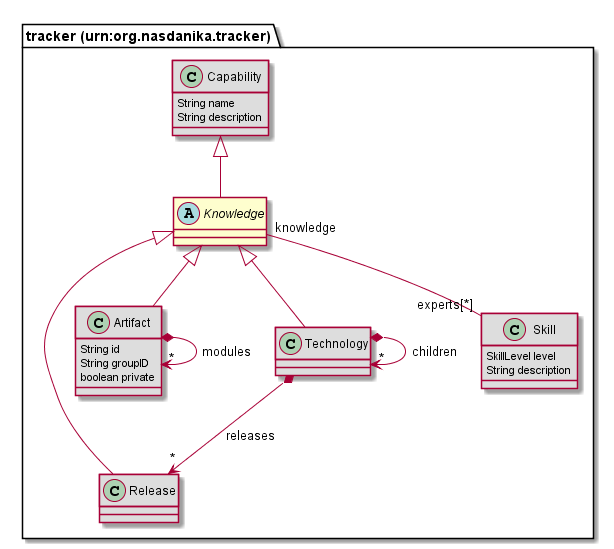 tracker (urn:org.nasdanika.tracker)
C Capability
String name
String description
A Knowledge
knowledge
experts[*]
C Artifact
String id
String groupID
boolean private
* modules
C Technology
* children
C Skill
SkillLevel level
String description
releases
*
C Release